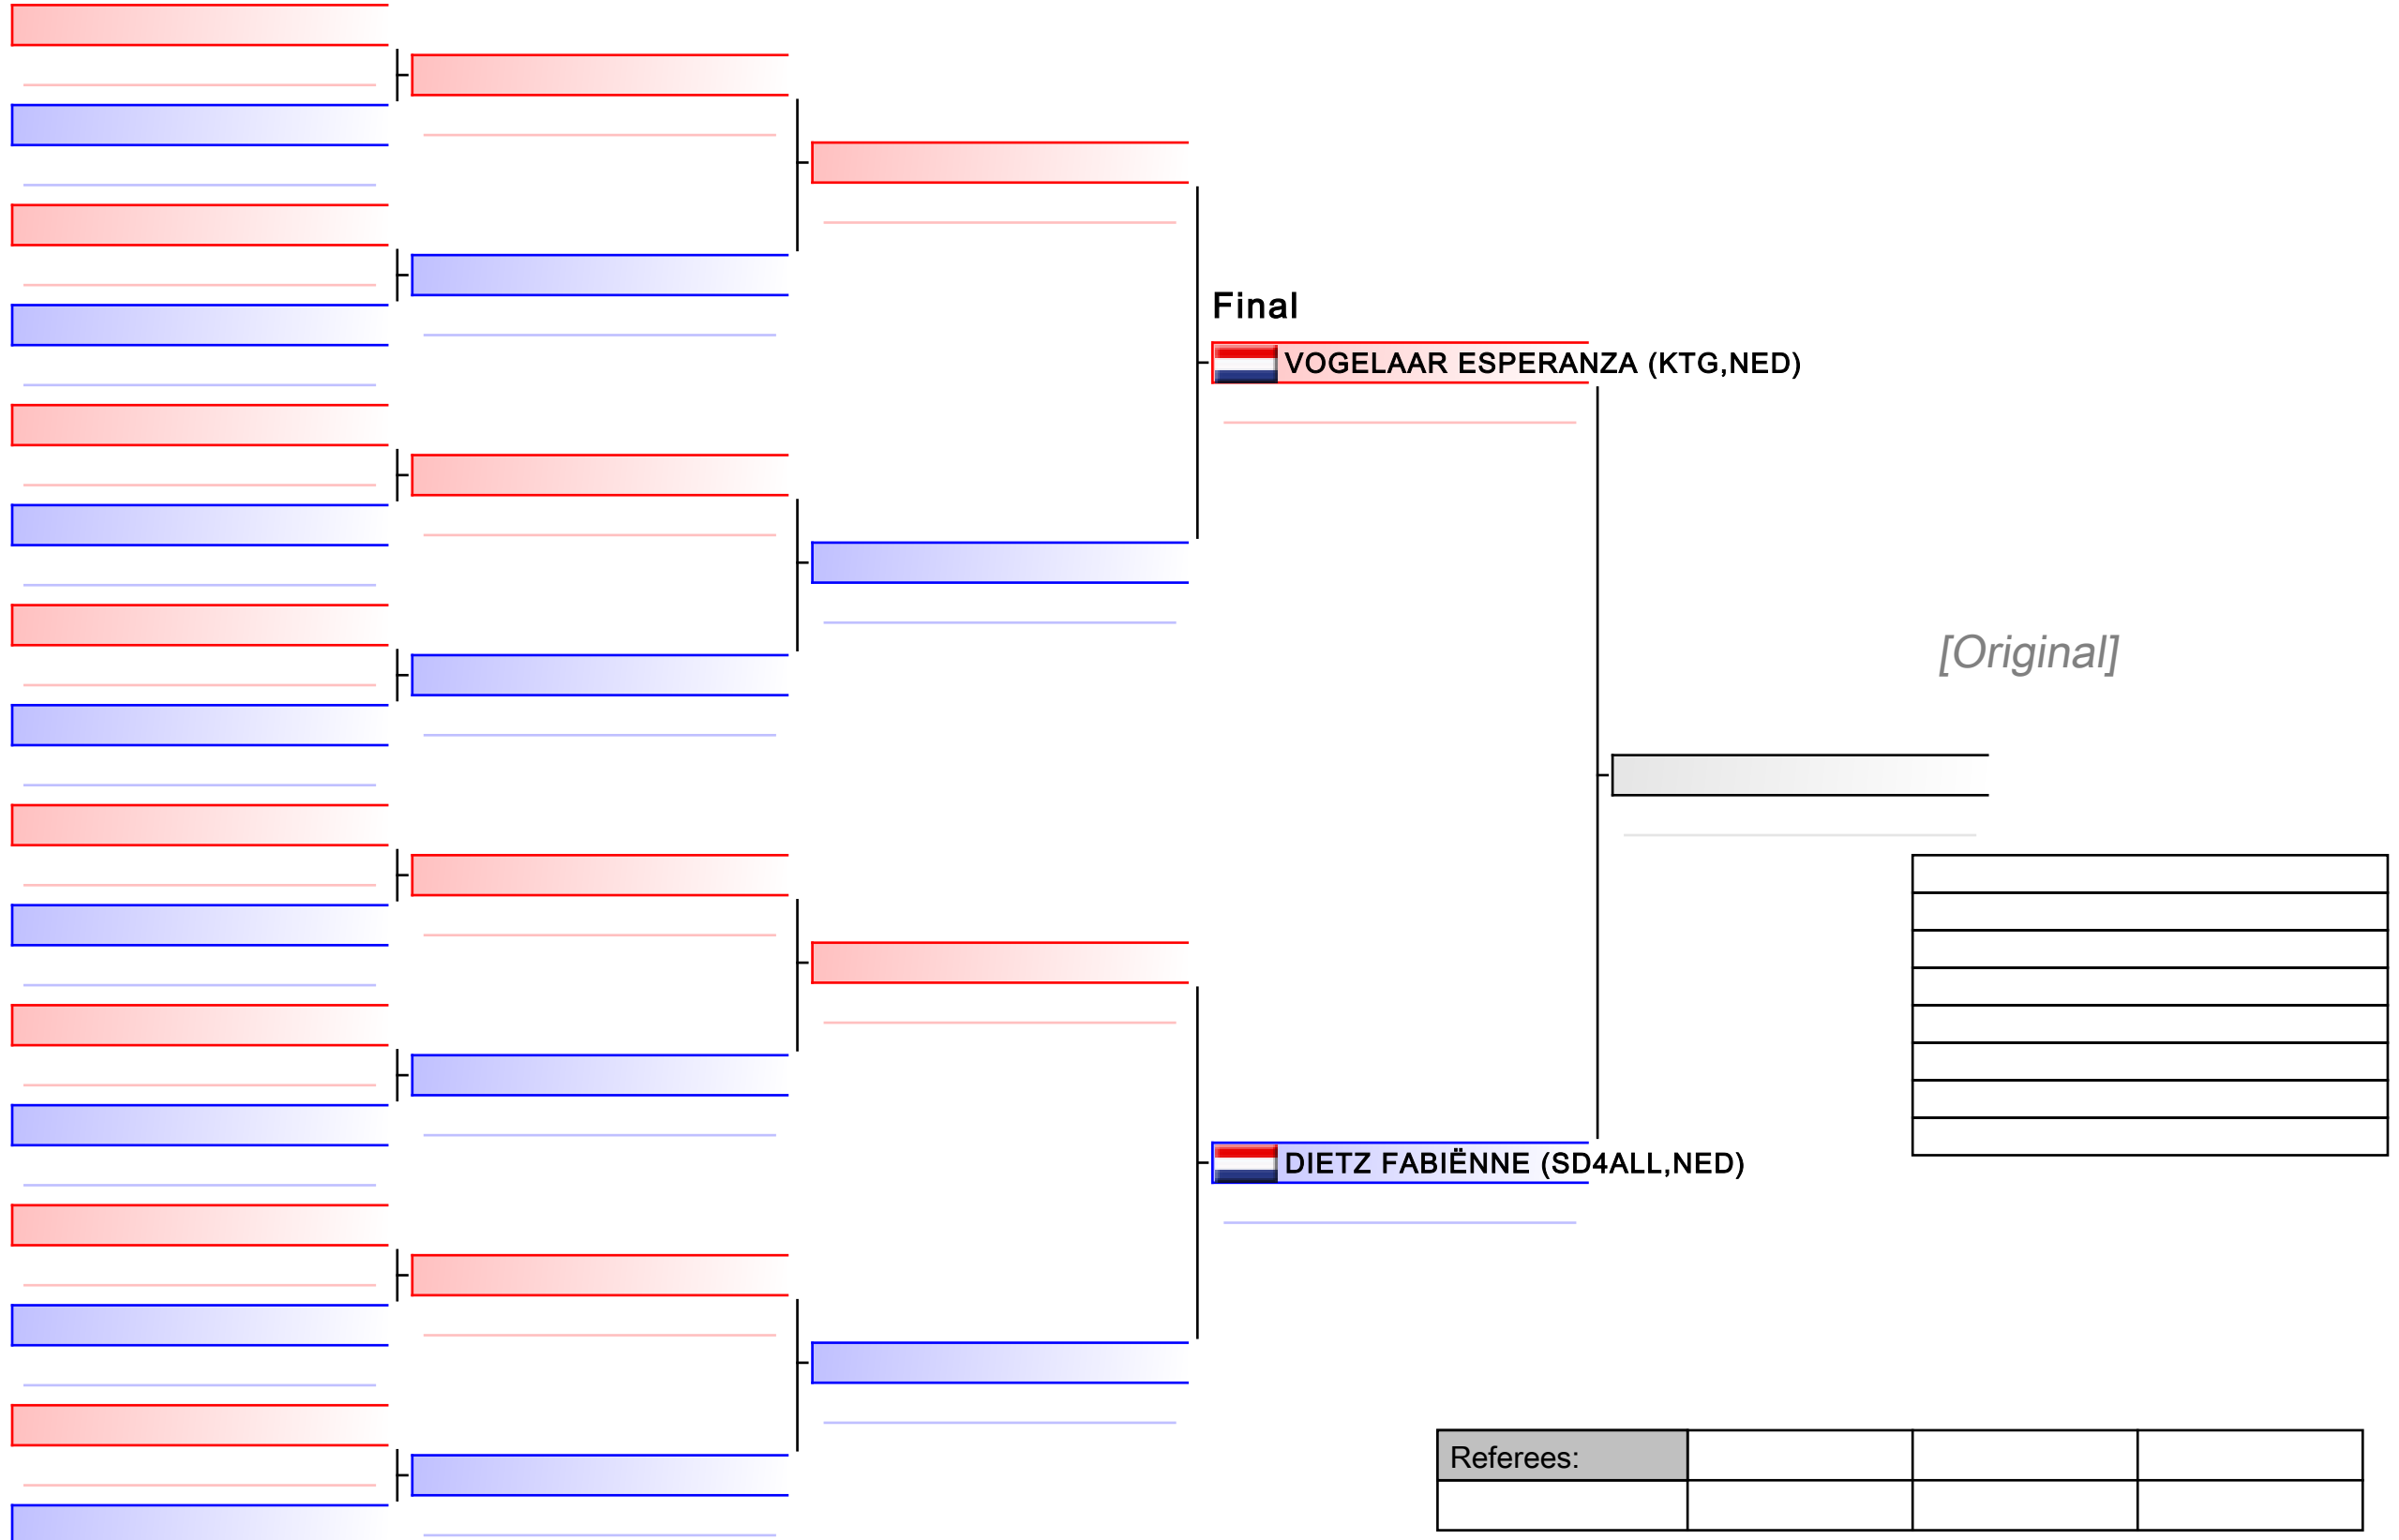 Final
VOGELAAR ESPERANZA (KTG,NED)
[Original]
DIETZ FABIËNNE (SD4ALL,NED)
Referees: